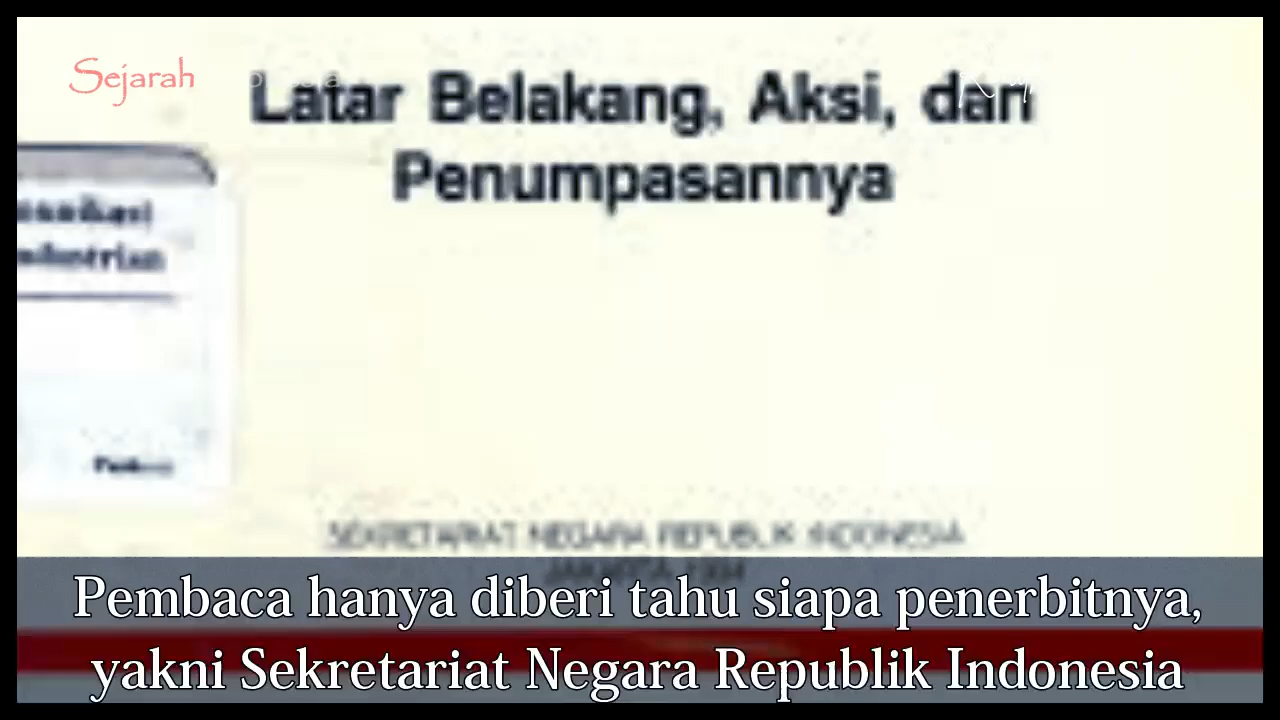 Sejarah
Latar Belakang, Aksi, dan
Penumpasannya
SEKRETARIAT NEGARA REPUBLIK INDONESIA
Pembaca hanya diberi tahu siapa penerbitnya,
yakni Sekretariat Negara Republik Indonesia